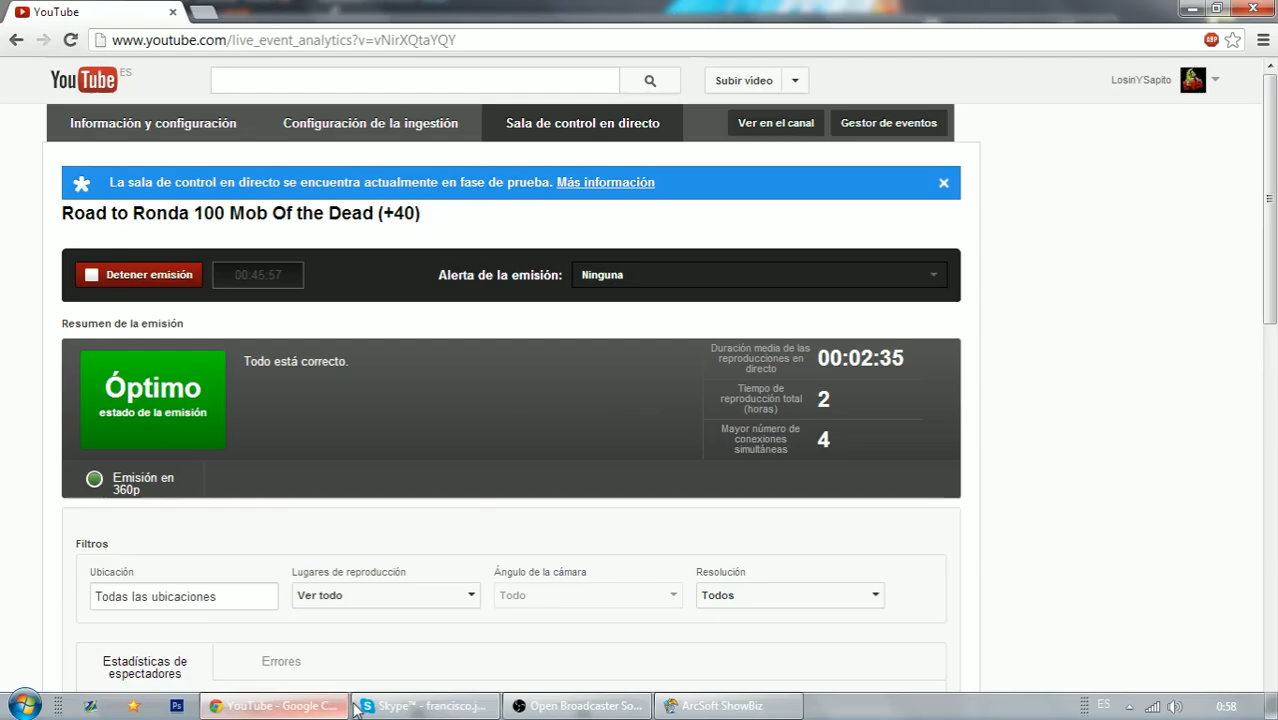 YouTube
www.youtube.com/live_event_analytics?v=vNirXQtaYQY
ABP
YouTube ES
Subir vídeo
LosinYSapito
Información y configuración
Configuración de la ingestión
Sala de control en directo
Ver en el canal
Gestor de eventos
La sala de control en directo se encuentra actualmente en fase de prueba. Más información
Road to Ronda 100 Mob Of the Dead (+40)
Detener emisión
00:45:57
Alerta de la emisión:
Ninguna
Resumen de la emisión
Óptimo
estado de la emisión
Todo está correcto.
Duración media de las
reproducciones en
directo
00:02:35
Tiempo de
reproducción total
(horas)
2
Mayor número de
conexiones
simultáneas
4
Emisión en
360p
Filtros
Ubicación
Lugares de reproducción
Ángulo de la cámara
Resolución
Todas las ubicaciones
Ver todo
Todo
Todos
Estadísticas de
espectadores
Errores
Ps
YouTube - Google C...
Skype™ - francisco.j...
Open Broadcaster So...
ArcSoft ShowBiz
ES
0:58